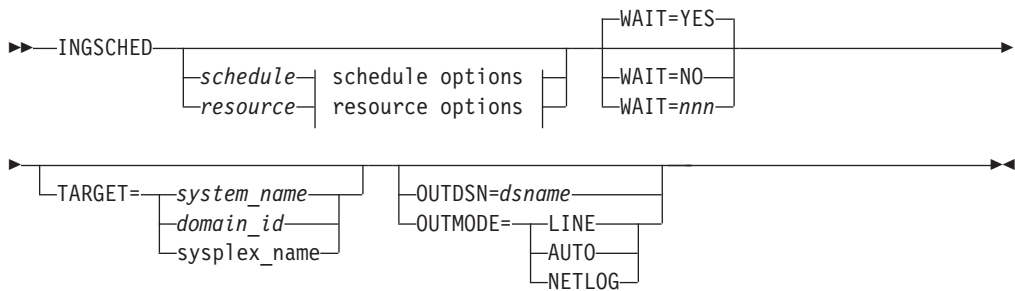 WAIT=YES
INGSCHED
schedule schedule options WAIT=NO
resource resource options WAIT=nnn
TARGET= system_name OUTDSN=dsname
domain_id OUTMODE= LINE
sysplex_name AUTO
NETLOG